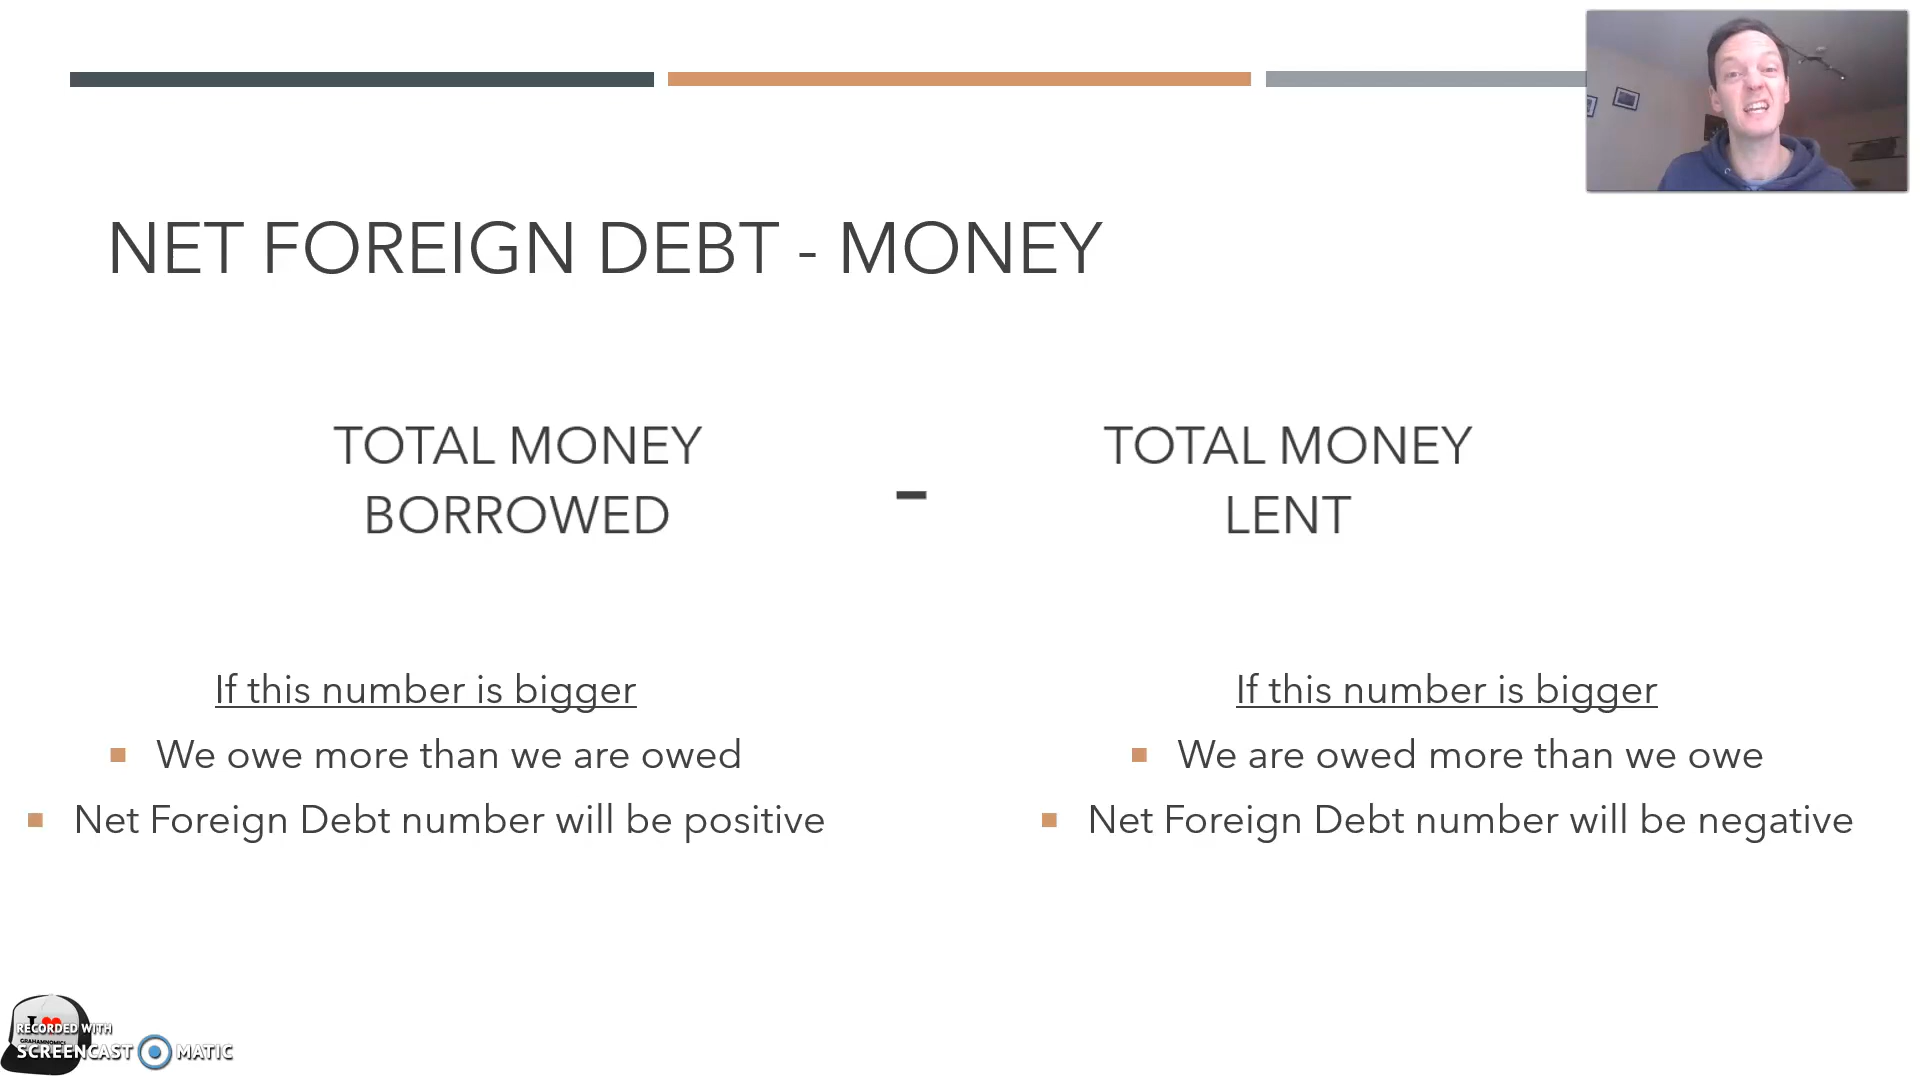 NET FOREIGN DEBT - MONEY
TOTAL MONEY
BORROWED
-
TOTAL MONEY
LENT
If this number is bigger
We owe more than we are owed
Net Foreign Debt number will be positive
If this number is bigger
We are owed more than we owe
Net Foreign Debt number will be negative
I
GRAHAMNOMICS
RECORDED WITH
SCREENCAST MATIC